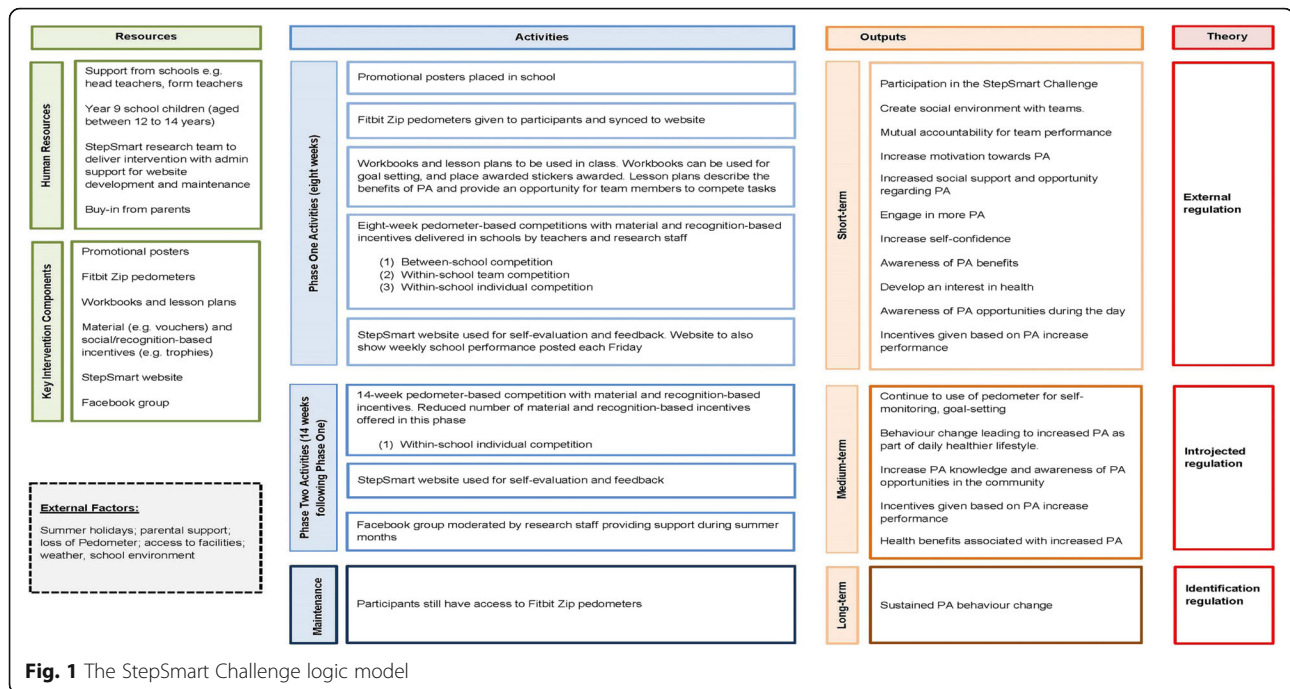 Resources
Activities
Outputs
Theory
Human Resources
Support from schools e.g.
head teachers, form teachers
Year 9 school children (aged
between 12 to 14 years)
StepSmart research team to
deliver intervention with admin
support for website
development and maintenance
Buy-in from parents
Key Intervention Components
Promotional posters
Fitbit Zip pedometers
Workbooks and lesson plans
Material (e.g. vouchers) and
social/recognition-based
incentives (e.g. trophies)
StepSmart website
Facebook group
External Factors:
Summer holidays; parental support;
loss of Pedometer; access to facilities;
weather, school environment
Phase One Activities (eight weeks)
Promotional posters placed in school
Fitbit Zip pedometers given to participants and synced to website
Workbooks and lesson plans to be used in class. Workbooks can be used for
goal setting, and place awarded stickers awarded. Lesson plans describe the
benefits of PA and provide an opportunity for team members to compete tasks
Eight-week pedometer-based competitions with material and recognition-based
incentives delivered in schools by teachers and research staff
(1) Between-school competition
(2) Within-school team competition
(3) Within-school individual competition
StepSmart website used for self-evaluation and feedback. Website to also
show weekly school performance posted each Friday
Phase Two Activities (14 weeks
following Phase One)
14-week pedometer-based competition with material and recognition-based
incentives. Reduced number of material and recognition-based incentives
offered in this phase
(1) Within-school individual competition
StepSmart website used for self-evaluation and feedback
Facebook group moderated by research staff providing support during summer
months
Maintenance
Participants still have access to Fitbit Zip pedometers
Short-term
Participation in the StepSmart Challenge
Create social environment with teams.
Mutual accountability for team performance
Increase motivation towards PA
Increased social support and opportunity
regarding PA
Engage in more PA
Increase self-confidence
Awareness of PA benefits
Develop an interest in health
Awareness of PA opportunities during the day
Incentives given based on PA increase
performance
Medium-term
Continue to use of pedometer for self-
monitoring, goal-setting
Behaviour change leading to increased PA as
part of daily healthier lifestyle.
Increase PA knowledge and awareness of PA
opportunities in the community
Incentives given based on PA increase
performance
Health benefits associated with increased PA
Long-term
Sustained PA behaviour change
External
regulation
Introjected
regulation
Identification
regulation
Fig. 1 The StepSmart Challenge logic model